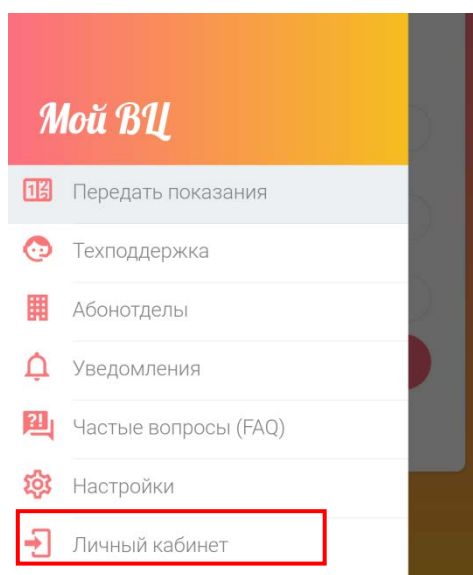 Мой ВЦ
Передать показания
Техподдержка
Абонотделы
Уведомления
Частые вопросы (FAQ)
Настройки
Личный кабинет